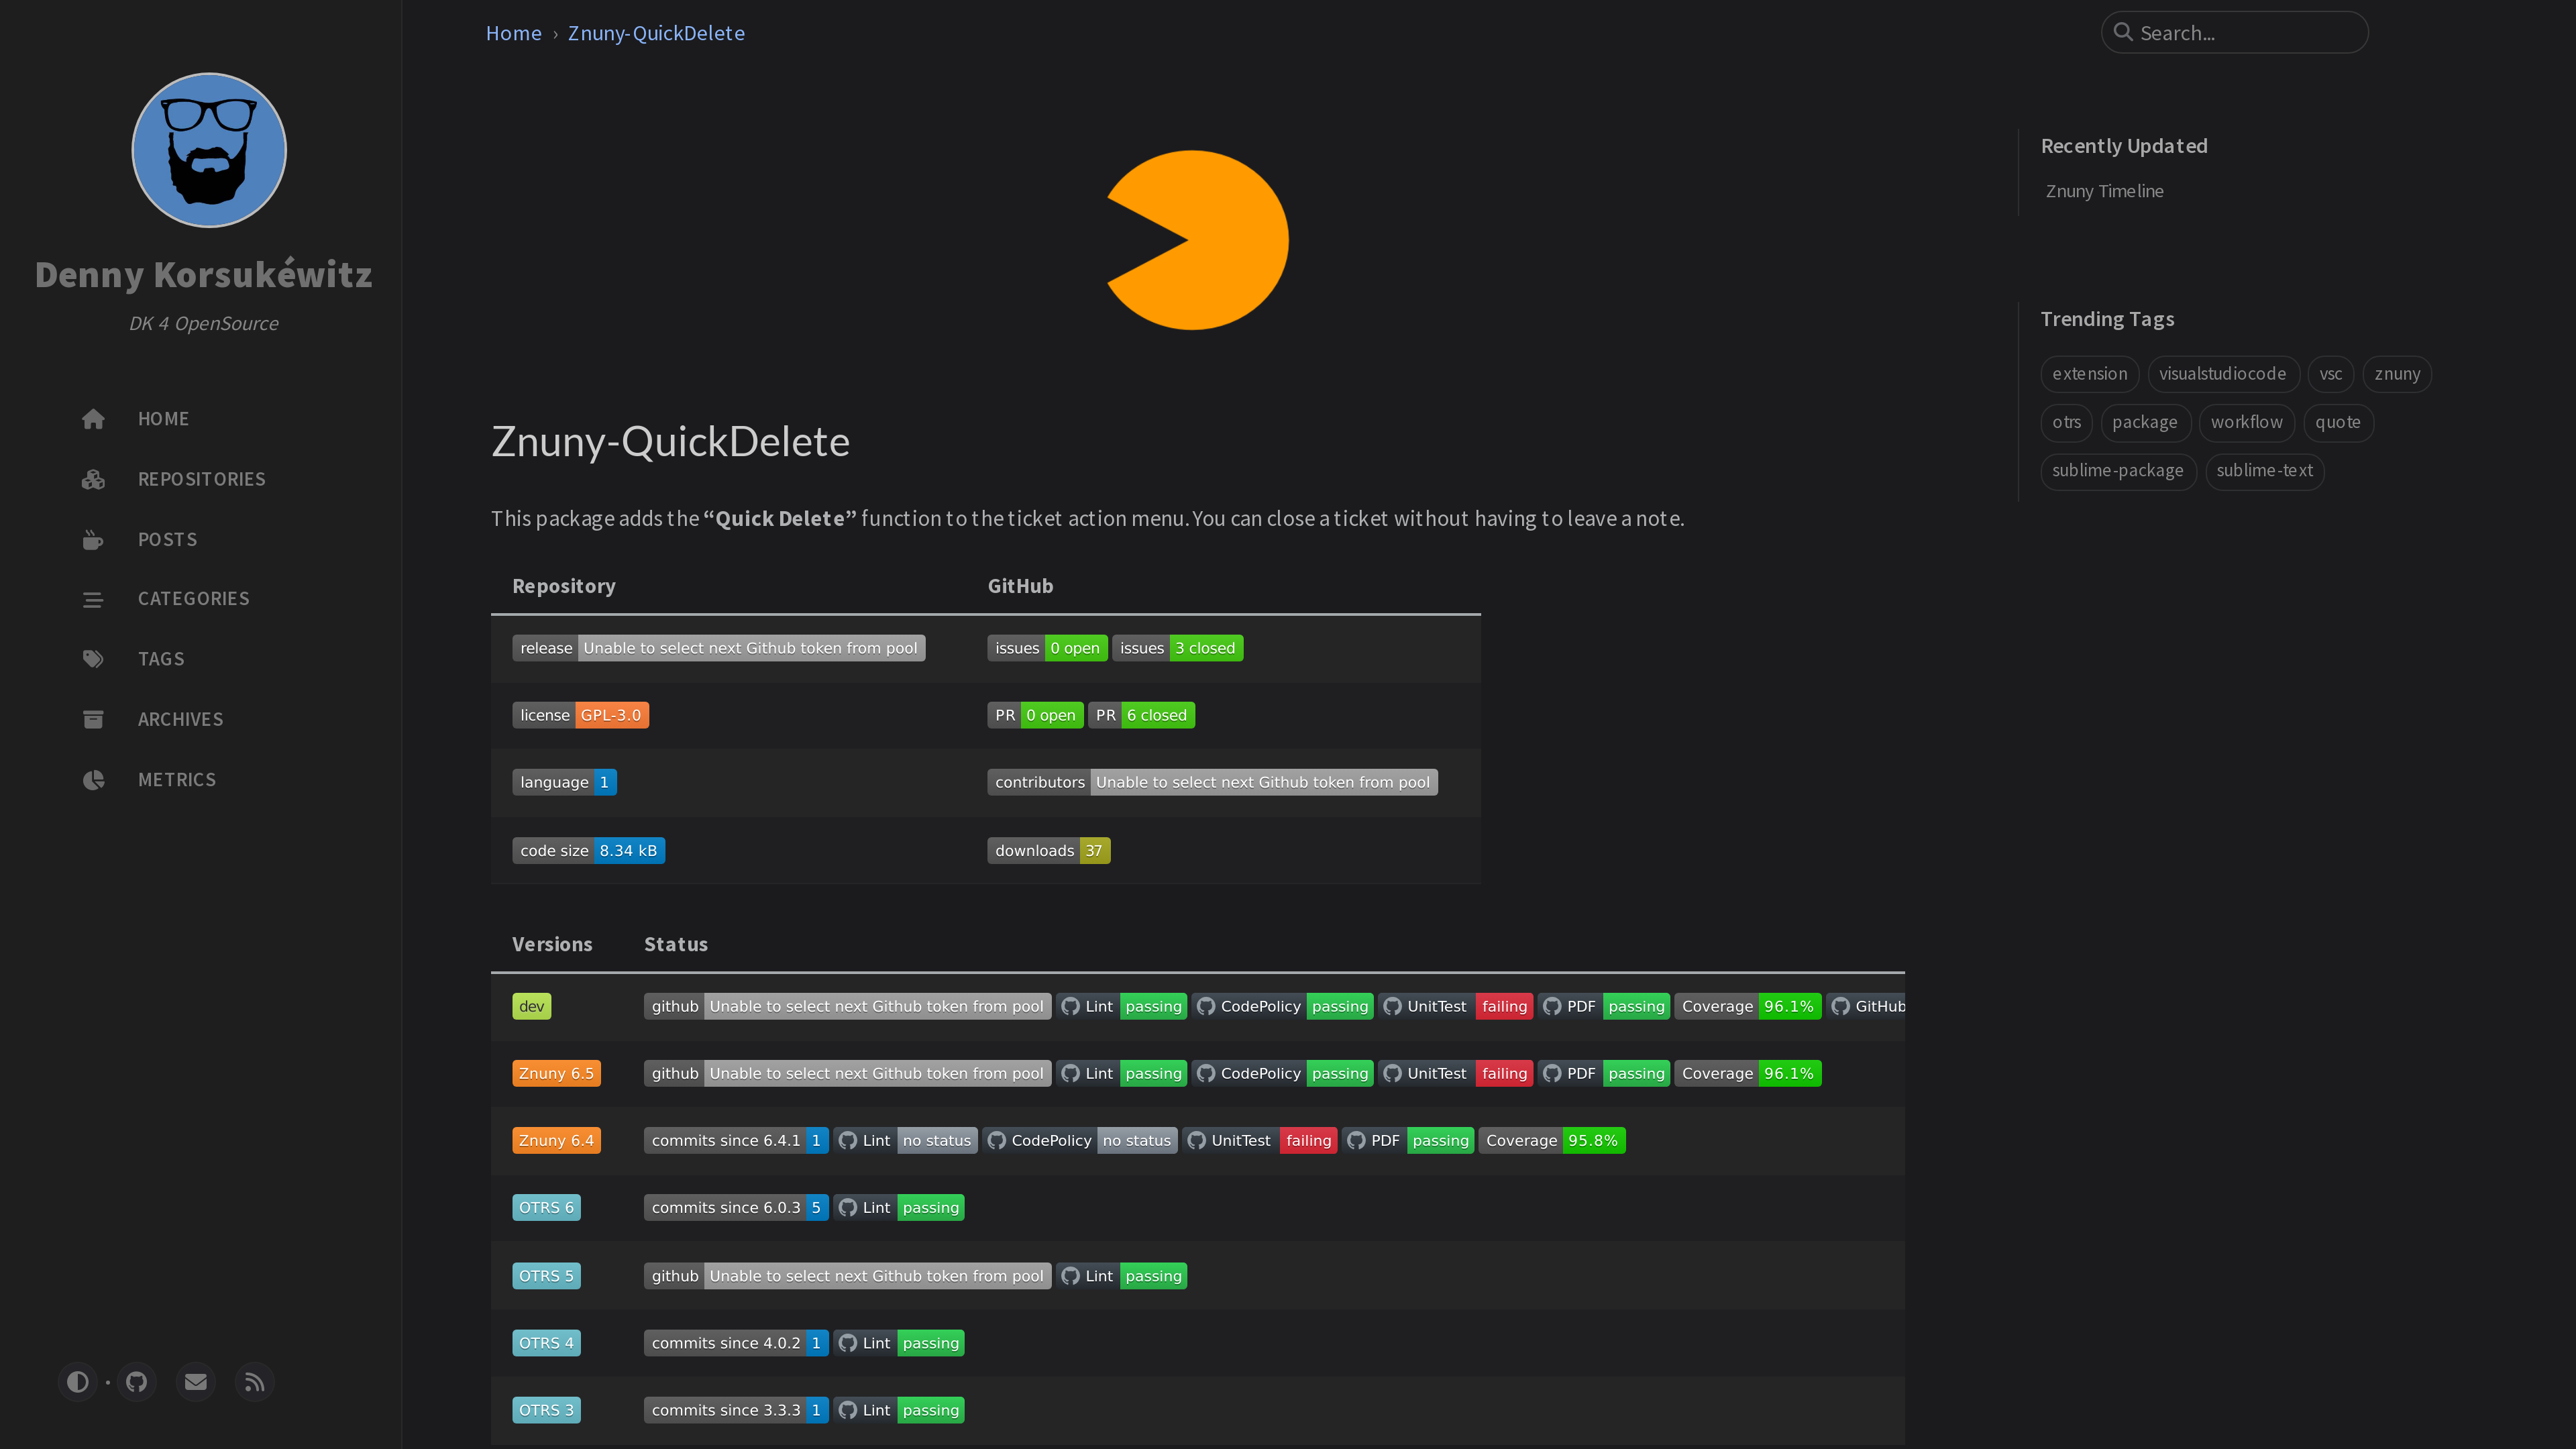 Denny Korsukéwitz
DK 4 OpenSource
HOME
REPOSITORIES
POSTS
CATEGORIES
TAGS
ARCHIVES
METRICS
Home › Znuny-QuickDelete
Search...
Znuny-QuickDelete
This package adds the “Quick Delete” function to the ticket action menu. You can close a ticket without having to leave a note.
Repository GitHub
release Unable to select next Github token from pool issues 0 open issues 3 closed
license GPL-3.0 PR 0 open PR 6 closed
language 1 contributors Unable to select next Github token from pool
code size 8.34 kB downloads 37
Versions Status
dev github Unable to select next Github token from pool Lint passing CodePolicy passing UnitTest failing PDF passing Coverage 96.1% GitHub
Znuny 6.5 github Unable to select next Github token from pool Lint passing CodePolicy passing UnitTest failing PDF passing Coverage 96.1%
Znuny 6.4 commits since 6.4.1 1 Lint no status CodePolicy no status UnitTest failing PDF passing Coverage 95.8%
OTRS 6 commits since 6.0.3 5 Lint passing
OTRS 5 github Unable to select next Github token from pool Lint passing
OTRS 4 commits since 4.0.2 1 Lint passing
OTRS 3 commits since 3.3.3 1 Lint passing
Recently Updated
Znuny Timeline
Trending Tags
extension visualstudiocode vsc znuny
otrs package workflow quote
sublime-package sublime-text